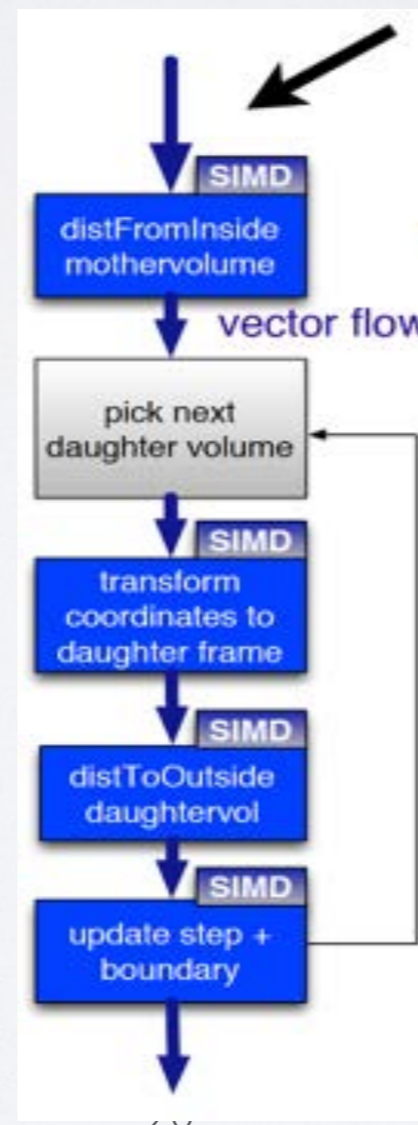 SIMD
distFromInside
mothervolume
vector flow
pick next
daughter volume
SIMD
transform
coordinates to
daughter frame
SIMD
distToOutside
daughtervol
SIMD
update step +
boundary